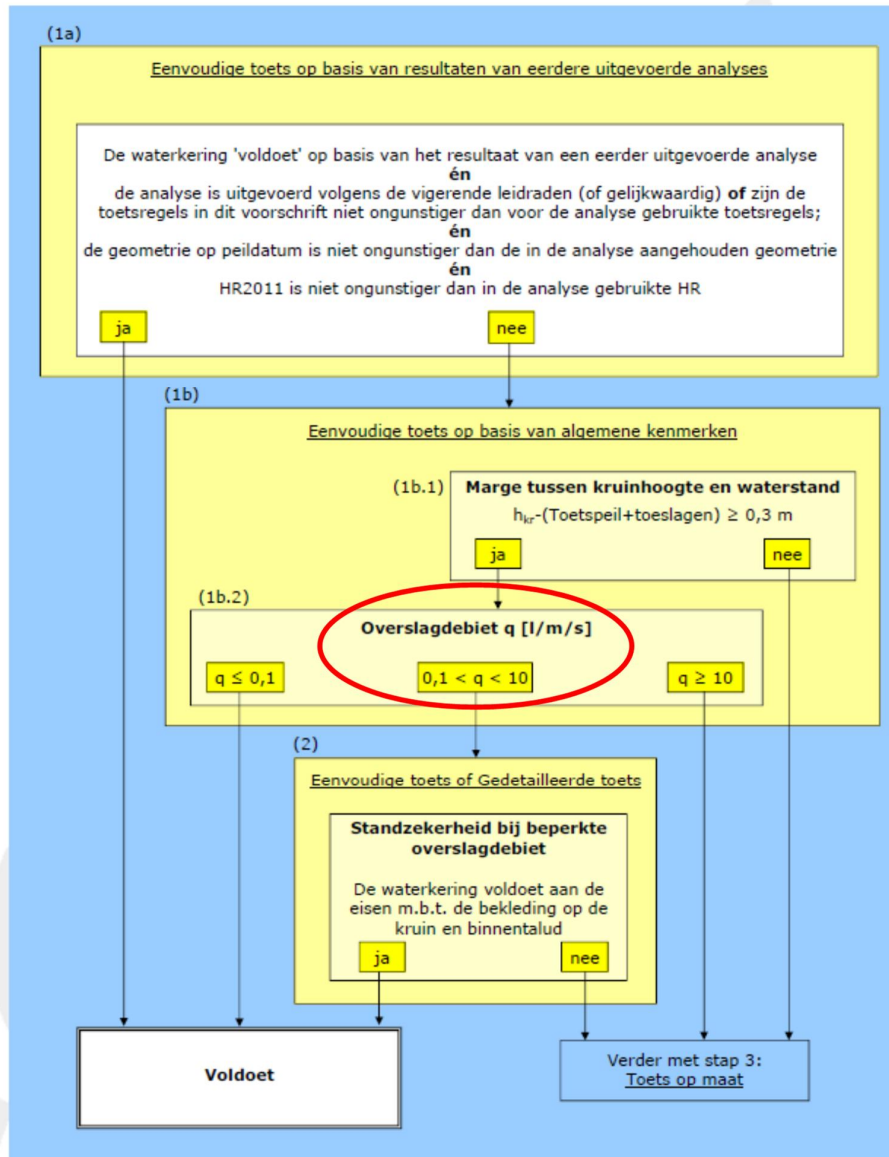 (1a)
Eenvoudige toets op basis van resultaten van eerdere uitgevoerde analyses
De waterkering 'voldoet' op basis van het resultaat van een eerder uitgevoerde analyse
én
de analyse is uitgevoerd volgens de vigerende leidraden (of gelijkwaardig) of zijn de
toetsregels in dit voorschrift niet ongunstiger dan voor de analyse gebruikte toetsregels;
én
de geometrie op peildatum is niet ongunstiger dan de in de analyse aangehouden geometrie
én
HR2011 is niet ongunstiger dan in de analyse gebruikte HR
ja
nee
(1b)
Eenvoudige toets op basis van algemene kenmerken
(1b.1)
Marge tussen kruinhoogte en waterstand
hkr-(Toetspeil+toeslagen) ≥ 0,3 m
ja
nee
(1b.2)
Overslagdebiet q [l/m/s]
q ≤ 0,1
0,1 < q < 10
q ≥ 10
(2)
Eenvoudige toets of Gedetailleerde toets
Standzekerheid bij beperkte
overslagdebiet
De waterkering voldoet aan de
eisen m.b.t. de bekleding op de
kruin en binnentalud
ja
nee
Voldoet
Verder met stap 3:
Toets op maat